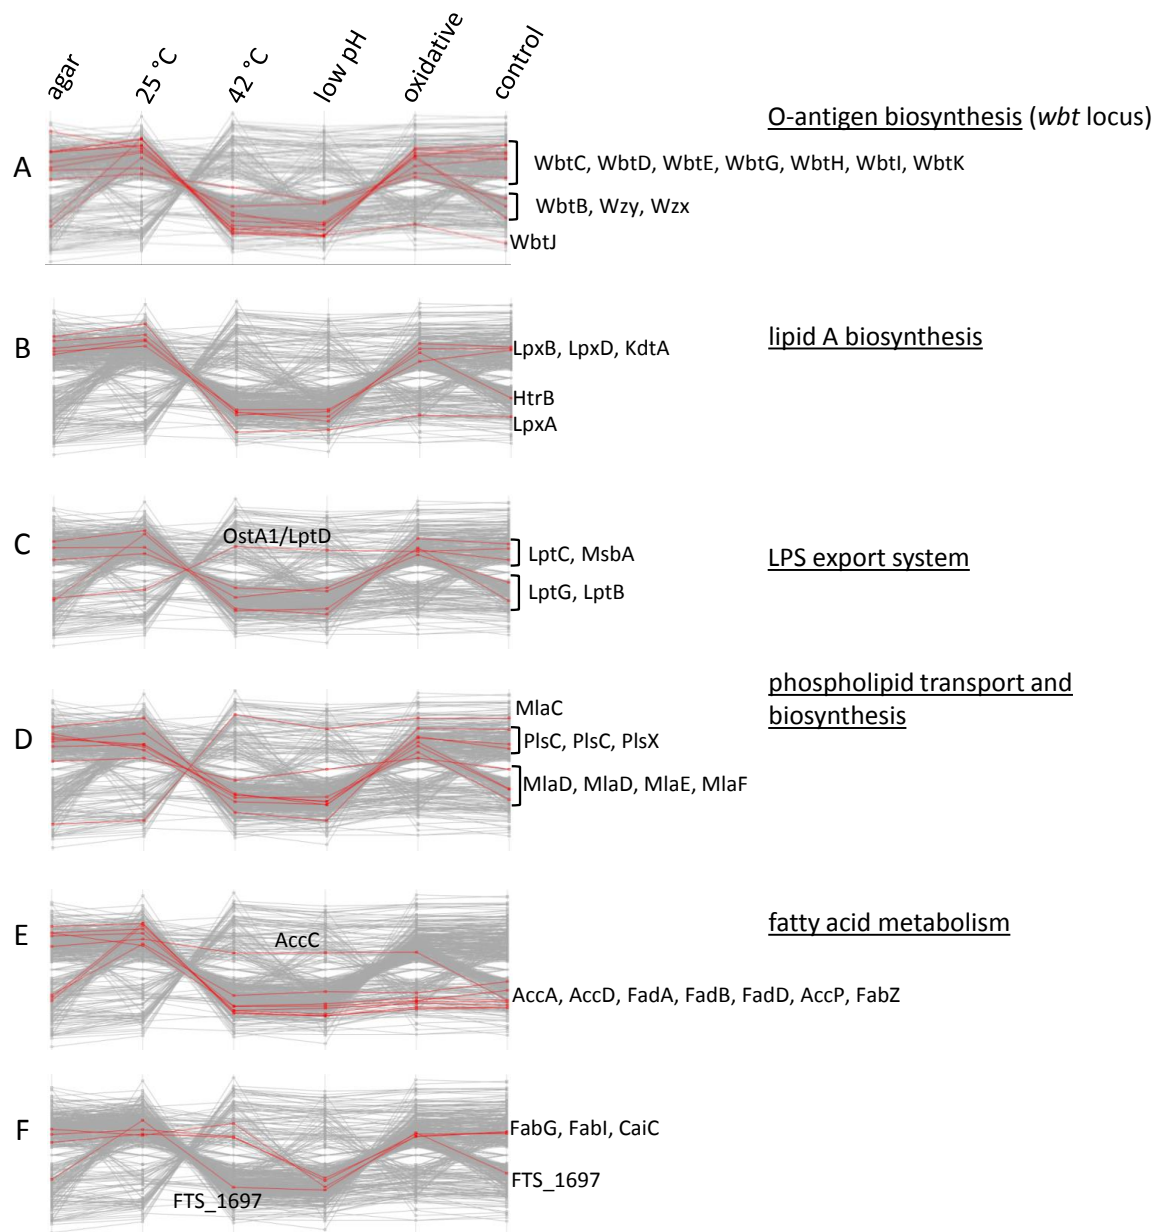 agar 25 °C 42 °C low pH oxidative control
O-antigen biosynthesis (wbt locus)
A
WbtC, WbtD, WbtE, WbtG, WbtH, WbtI, WbtK
WbtB, Wzy, Wzx
WbtJ
B
lipid A biosynthesis
LpxB, LpxD, KdtA
HtrB
LpxA
C
OstA1/LptD
LptC, MsbA
LPS export system
LptG, LptB
phospholipid transport and
biosynthesis
D
MlaC
PlsC, PlsC, PlsX
MlaD, MlaD, MlaE, MlaF
E
fatty acid metabolism
AccC
AccA, AccD, FadA, FadB, FadD, AccP, FabZ
F
FabG, FabI, CaiC
FTS_1697
FTS_1697